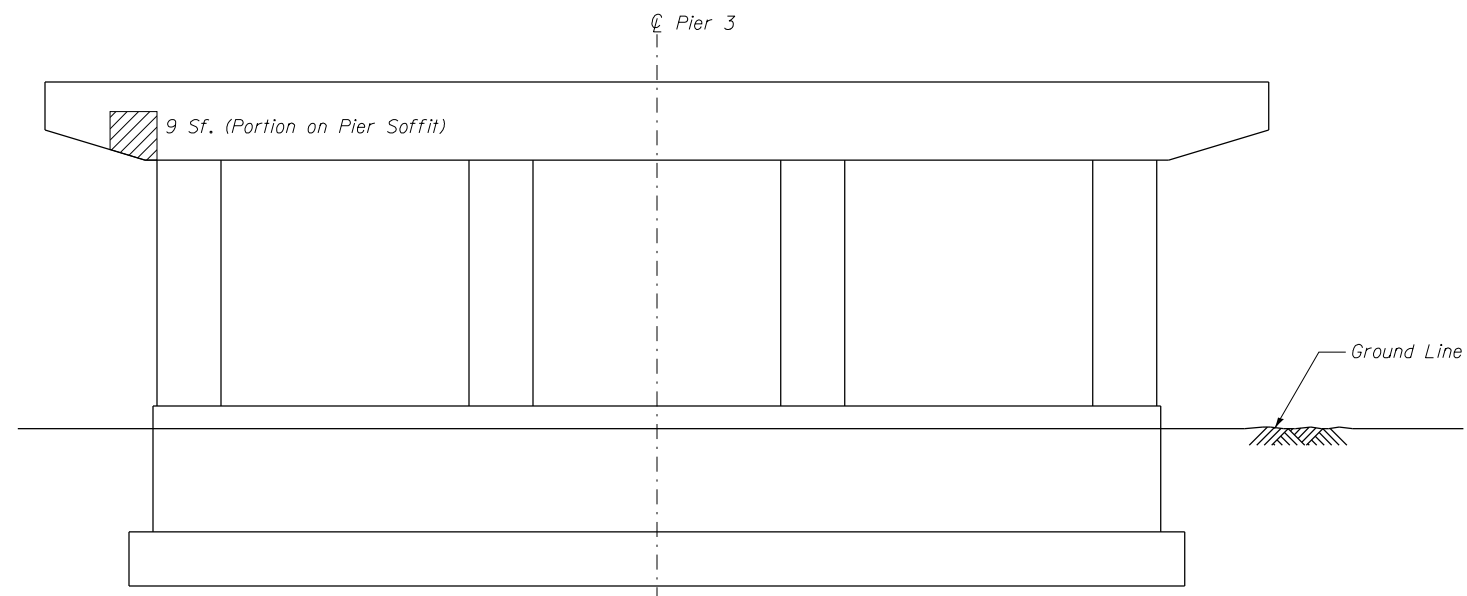 ℄ Pier 3
9 Sf. (Portion on Pier Soffit)
Ground Line